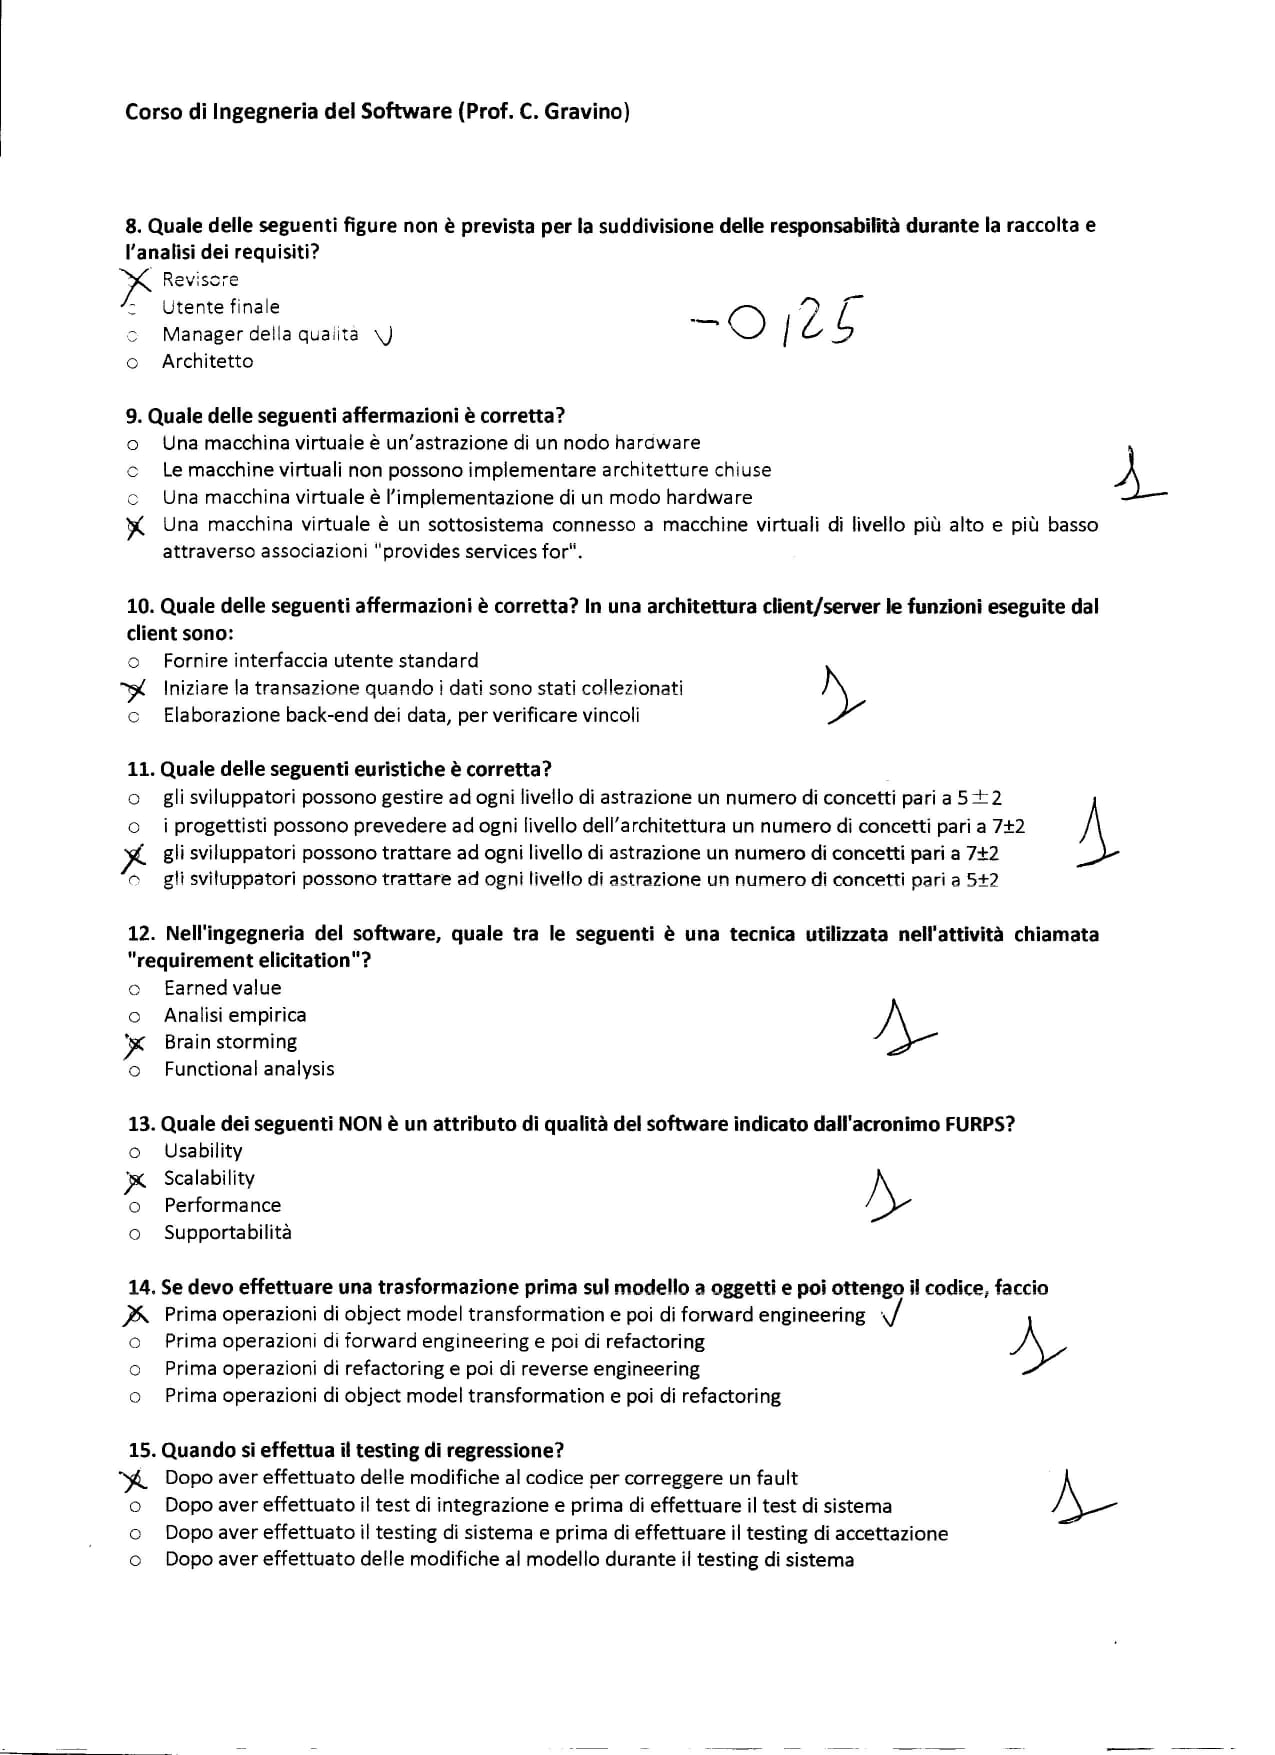 Corso di Ingegneria del Software (Prof. C. Gravino)
8. Quale delle seguenti figure non è prevista per la suddivisione delle responsabilità durante la raccolta e
l'analisi dei requisiti?
Revisore
o Utente finale
o Manager della qualità
-0,25
o Architetto
9. Quale delle seguenti affermazioni è corretta?
o Una macchina virtuale è un'astrazione di un nodo hardware
o Le macchine virtuali non possono implementare architetture chiuse
1
o Una macchina virtuale è l'implementazione di un modo hardware
Una macchina virtuale è un sottosistema connesso a macchine virtuali di livello più alto e più basso
attraverso associazioni "provides services for".
10. Quale delle seguenti affermazioni è corretta? In una architettura client/server le funzioni eseguite dal
client sono:
o Fornire interfaccia utente standard
Iniziare la transazione quando i dati sono stati collezionati
1
o Elaborazione back-end dei data, per verificare vincoli
11. Quale delle seguenti euristiche è corretta?
o gli sviluppatori possono gestire ad ogni livello di astrazione un numero di concetti pari a 5±2
o i progettisti possono prevedere ad ogni livello dell'architettura un numero di concetti pari a 7±2
1
gli sviluppatori possono trattare ad ogni livello di astrazione un numero di concetti pari a 7±2
o gli sviluppatori possono trattare ad ogni livello di astrazione un numero di concetti pari a 5±2
12. Nell'ingegneria del software, quale tra le seguenti è una tecnica utilizzata nell'attività chiamata
"requirement elicitation"?
o Earned value
o Analisi empirica
1
Brain storming
o Functional analysis
13. Quale dei seguenti NON è un attributo di qualità del software indicato dall'acronimo FURPS?
o Usability
Scalability
1
o Performance
o Supportabilità
14. Se devo effettuare una trasformazione prima sul modello a oggetti e poi ottengo il codice, faccio
Prima operazioni di object model transformation e poi di forward engineering
o Prima operazioni di forward engineering e poi di refactoring
1
o Prima operazioni di refactoring e poi di reverse engineering
o Prima operazioni di object model transformation e poi di refactoring
15. Quando si effettua il testing di regressione?
Dopo aver effettuato delle modifiche al codice per correggere un fault
1
o Dopo aver effettuato il test di integrazione e prima di effettuare il test di sistema
o Dopo aver effettuato il testing di sistema e prima di effettuare il testing di accettazione
o Dopo aver effettuato delle modifiche al modello durante il testing di sistema